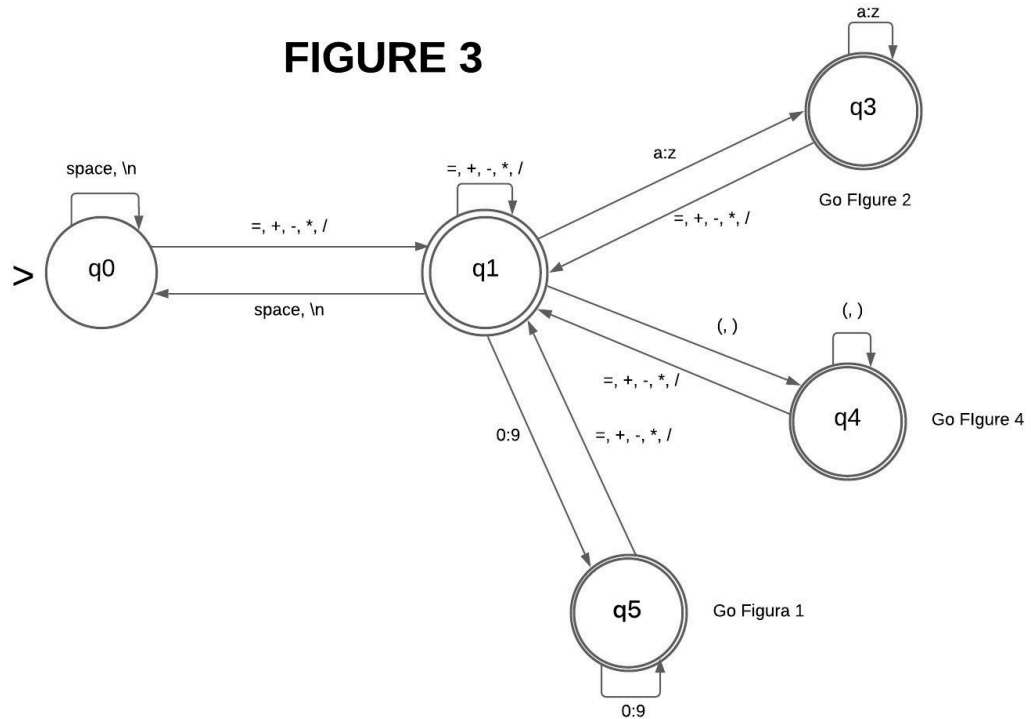 FIGURE 3
a:z
q3
Go FIgure 2
space, \n
=, +, -, *, /
a:z
=, +, -, *, /
=, +, -, *, /
>
q0
q1
space, \n
(, )
(, )
=, +, -, *, /
q4
Go FIgure 4
0:9
=, +, -, *, /
q5
Go Figura 1
0:9